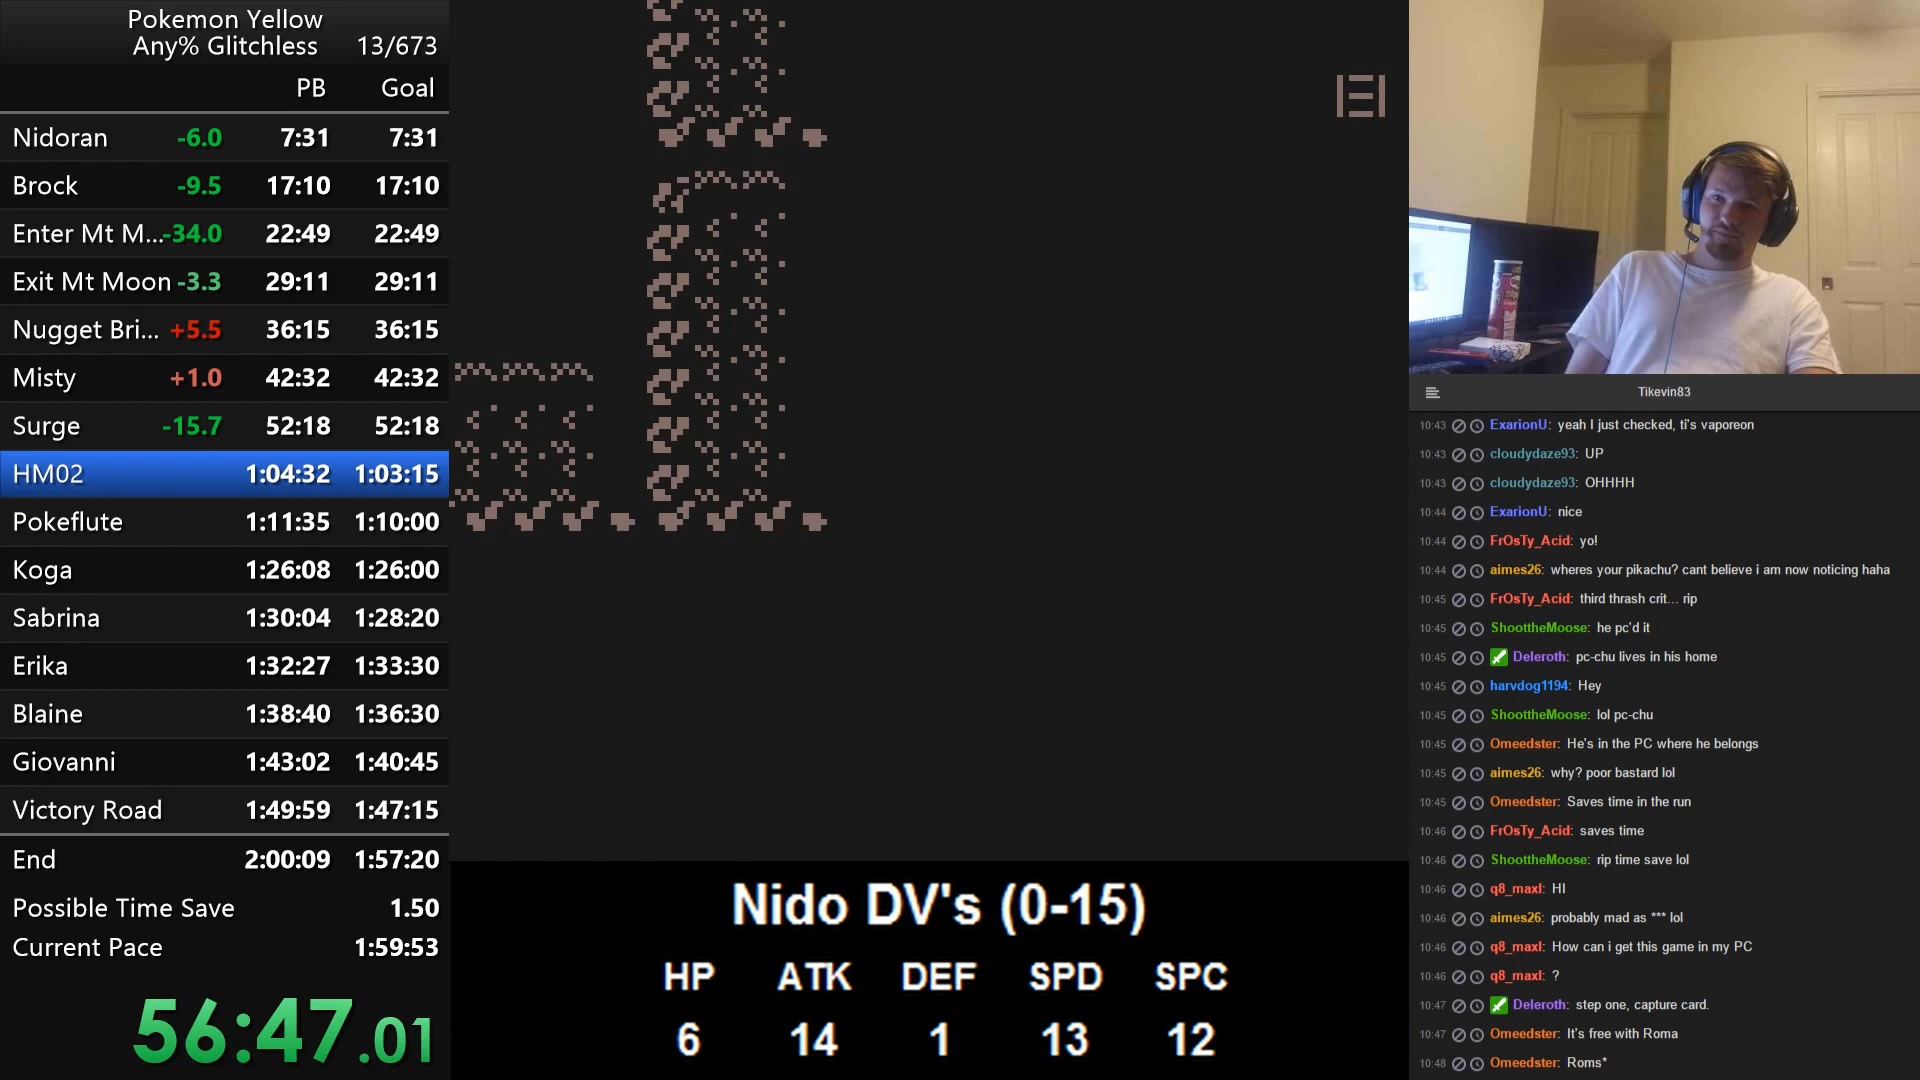 Pokemon Yellow
Any% Glitchless 13/673
PB Goal
Nidoran -6.0 7:31 7:31
Brock -9.5 17:10 17:10
Enter Mt M... -34.0 22:49 22:49
Exit Mt Moon -3.3 29:11 29:11
Nugget Bri... +5.5 36:15 36:15
Misty +1.0 42:32 42:32
Surge -15.7 52:18 52:18
HM02 1:04:32 1:03:15
Pokeflute 1:11:35 1:10:00
Koga 1:26:08 1:26:00
Sabrina 1:30:04 1:28:20
Erika 1:32:27 1:33:30
Blaine 1:38:40 1:36:30
Giovanni 1:43:02 1:40:45
Victory Road 1:49:59 1:47:15
End 2:00:09 1:57:20
Possible Time Save 1.50
Current Pace 1:59:53
56:47.01
Nido DV's (0-15)
HP ATK DEF SPD SPC
6 14 1 13 12
Tikevin83
10:43 ExarionU: yeah I just checked, ti's vaporeon
10:43 cloudydaze93: UP
10:43 cloudydaze93: OHHHH
10:44 ExarionU: nice
10:44 FrOsTy_Acid: yo!
10:44 aimes26: wheres your pikachu? cant believe i am now noticing haha
10:45 FrOsTy_Acid: third thrash crit... rip
10:45 ShoottheMoose: he pc'd it
10:45 Deleroth: pc-chu lives in his home
10:45 harvdog1194: Hey
10:45 ShoottheMoose: lol pc-chu
10:45 Omeedster: He's in the PC where he belongs
10:45 aimes26: why? poor bastard lol
10:45 Omeedster: Saves time in the run
10:46 FrOsTy_Acid: saves time
10:46 ShoottheMoose: rip time save lol
10:46 q8_maxl: HI
10:46 aimes26: probably mad as *** lol
10:46 q8_maxl: How can i get this game in my PC
10:46 q8_maxl: ?
10:47 Deleroth: step one, capture card.
10:47 Omeedster: It's free with Roma
10:48 Omeedster: Roms*